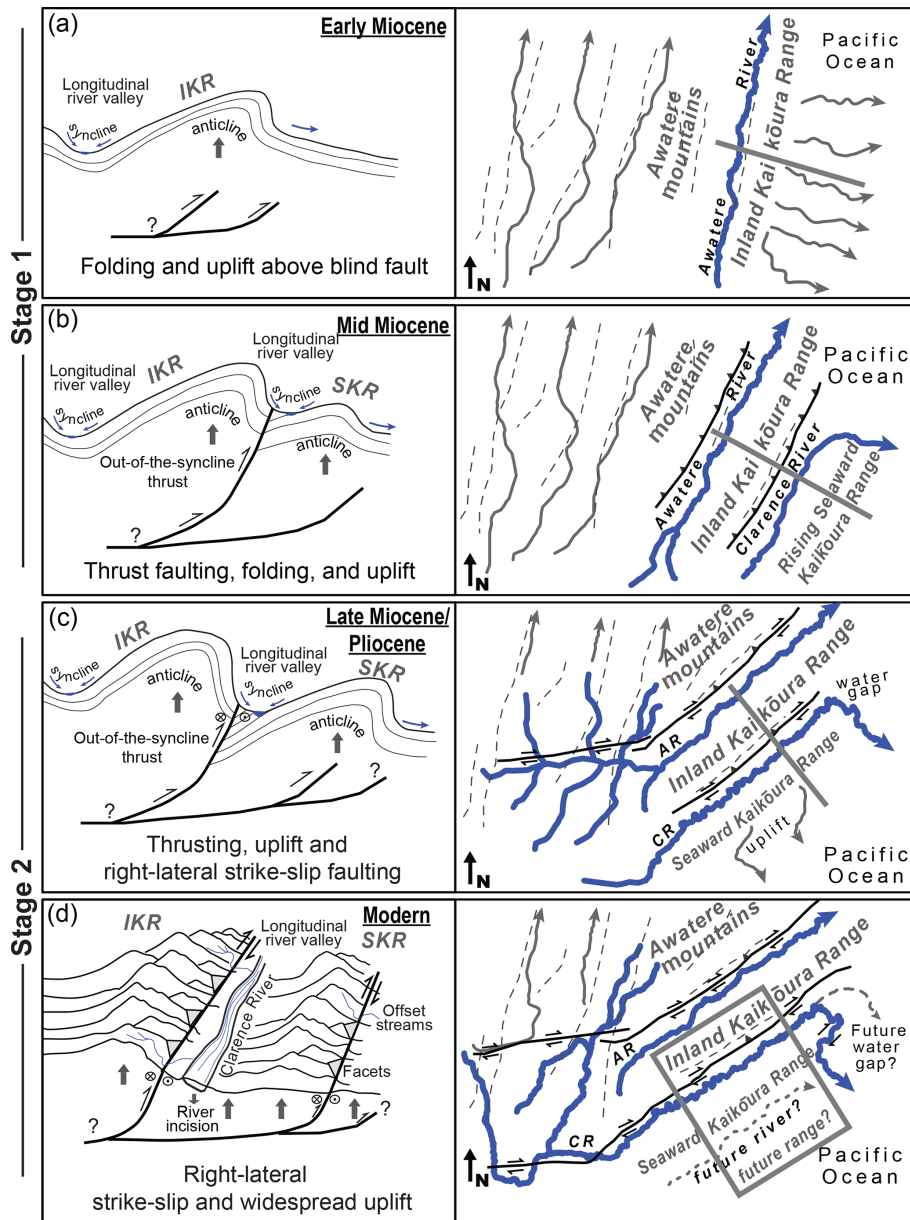 Stage 1
Stage 2
(a)
Early Miocene
Longitudinal
river valley
IKR
syncline
anticline
?
Folding and uplift above blind fault
Awatere
mountains
Awatere River
Inland Kaikōura Range
Pacific
Ocean
N
(b)
Mid Miocene
Longitudinal
river valley
IKR
Longitudinal
river valley
SKR
syncline
syncline
anticline
anticline
Out-of-the-syncline
thrust
?
Thrust faulting, folding, and uplift
Awatere
mountains
Awatere River
Inland Kaikōura Range
Clarence River
Rising Seaward
Kaikōura Range
Pacific
Ocean
N
(c)
Late Miocene/
Pliocene
IKR
Longitudinal
river valley
SKR
syncline
syncline
anticline
anticline
Out-of-the-syncline
thrust
?
?
?
Thrusting, uplift and
right-lateral strike-slip faulting
Awatere
mountains
AR
Inland Kaikōura Range
water
gap
CR
Seaward Kaikōura Range
uplift
Pacific
Ocean
N
(d)
Modern
IKR
Longitudinal
river valley
SKR
Clarence River
Offset
streams
Facets
River
incision
?
?
Right-lateral
strike-slip and widespread uplift
Awatere
mountains
AR
Inland Kaikōura Range
Future
water
gap?
CR
Seaward Kaikōura Range
future river?
future range?
Pacific
Ocean
N